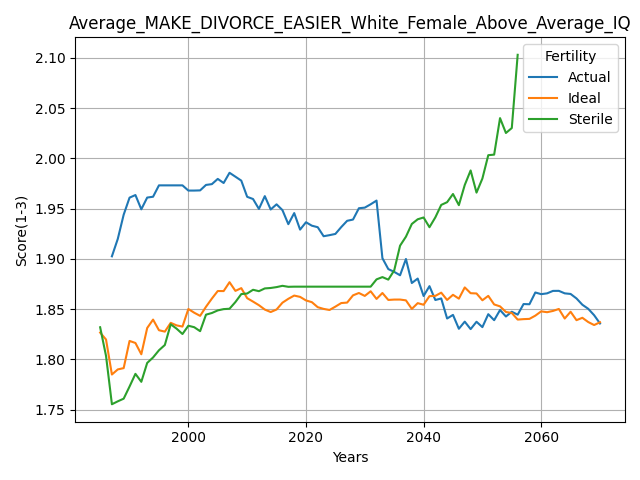 Average_MAKE_DIVORCE_EASIER_White_Female_Above_Average_IQ
Fertility
Actual
Ideal
Sterile
Score(1-3)
2.10
2.05
2.00
1.95
1.90
1.85
1.80
1.75
2000 2020 2040 2060
Years